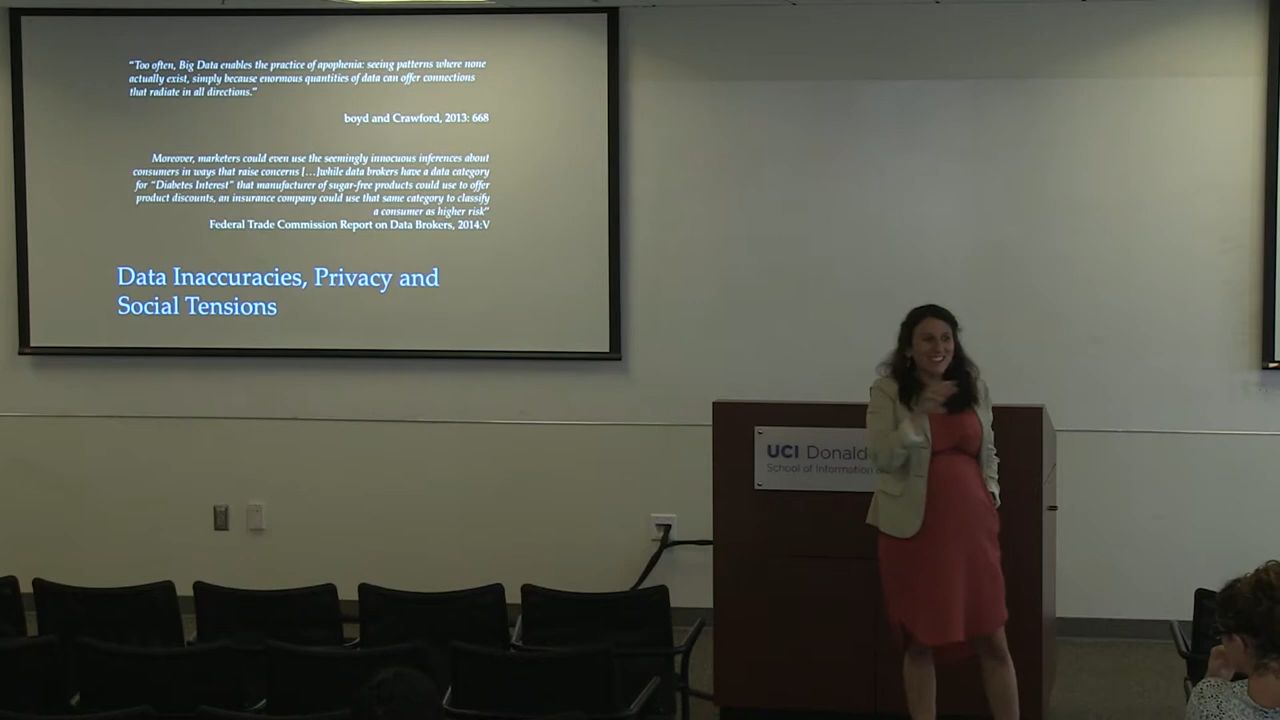 “Too often, Big Data enables the practice of apophenia: seeing patterns where none
actually exist, simply because enormous quantities of data can offer connections
that radiate in all directions.”
boyd and Crawford, 2013: 668
Moreover, marketers could even use the seemingly innocuous inferences about
consumers in ways that raise concerns […]while data brokers have a data category
for “Diabetes Interest” that manufacturer of sugar-free products could use to offer
product discounts, an insurance company could use that same category to classify
a consumer as higher risk”
Federal Trade Commission Report on Data Brokers, 2014:V
Data Inaccuracies, Privacy and
Social Tensions
UCI Donald
School of Information